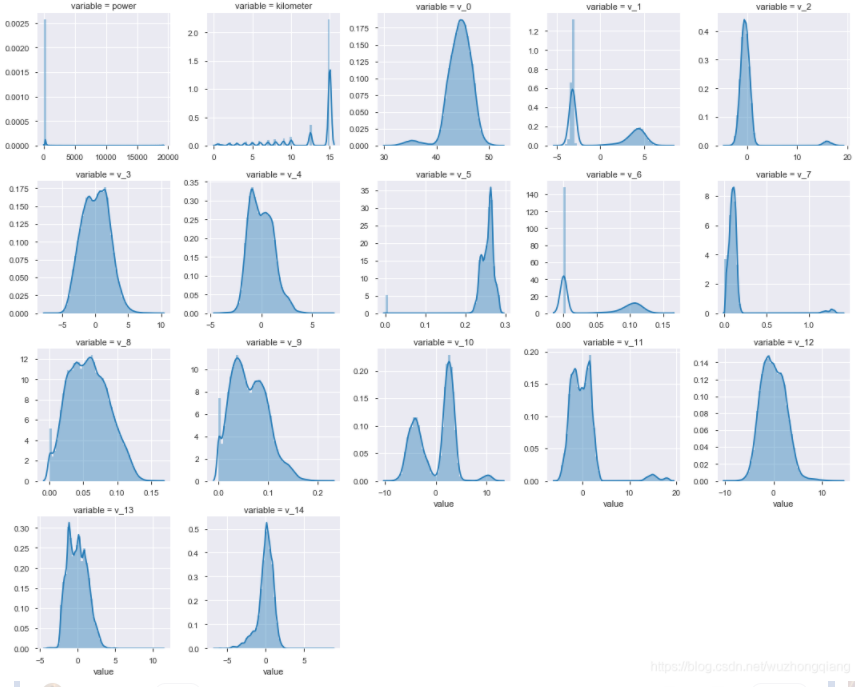 variable = power variable = kilometer variable = v_0 variable = v_1 variable = v_2
0.0025 0.0020 0.0015 0.0010 0.0005 0.0000
2.0 1.5 1.0 0.5 0.0
0.175 0.150 0.125 0.100 0.075 0.050 0.025 0.000
1.2 1.0 0.8 0.6 0.4 0.2 0.0
0.4 0.3 0.2 0.1 0.0
0 5000 10000 15000 20000 0 5 10 15 30 40 50 −5 0 5 0 10 20
variable = v_3 variable = v_4 variable = v_5 variable = v_6 variable = v_7
0.175 0.150 0.125 0.100 0.075 0.050 0.025 0.000
0.35 0.30 0.25 0.20 0.15 0.10 0.05 0.00
35 30 25 20 15 10 5 0
140 120 100 80 60 40 20 0
8 6 4 2 0
−5 0 5 10 −5 0 5 0.0 0.1 0.2 0.3 0.00 0.05 0.10 0.15 0.0 0.5 1.0
variable = v_8 variable = v_9 variable = v_10 variable = v_11 variable = v_12
12 10 8 6 4 2 0
10 8 6 4 2 0
0.20 0.15 0.10 0.05 0.00
0.20 0.15 0.10 0.05 0.00
0.14 0.12 0.10 0.08 0.06 0.04 0.02 0.00
0.00 0.05 0.10 0.15 0.0 0.1 0.2 −10 0 10 0 10 20 −10 0 10
value value value
variable = v_13 variable = v_14
0.30 0.25 0.20 0.15 0.10 0.05 0.00
0.5 0.4 0.3 0.2 0.1 0.0
−5 0 5 10 −5 0 5
value value
https://blog.csdn.net/wuzhongqiang